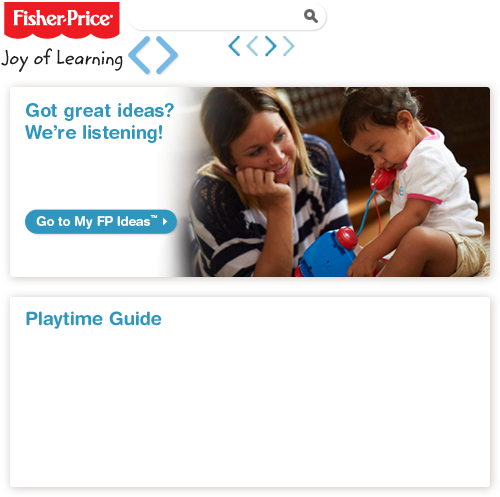 Fisher-Price®
Joy of Learning
Got great ideas?
We're listening!
Go to My FP Ideas™
Playtime Guide